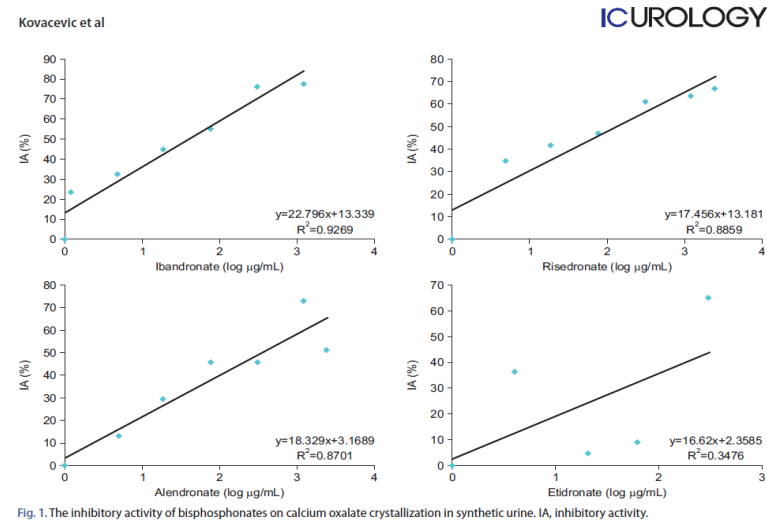 Kovacevic et al
ICUROLOGY
90
80
70
60
50
40
30
20
10
0
IA (%)
y=22.796x+13.339
R²=0.9269
0 1 2 3 4
Ibandronate (log μg/mL)
80
70
60
50
40
30
20
10
0
IA (%)
y=17.456x+13.181
R²=0.8859
0 1 2 3 4
Risedronate (log μg/mL)
80
70
60
50
40
30
20
10
0
IA (%)
y=18.329x+3.1689
R²=0.8701
0 1 2 3 4
Alendronate (log μg/mL)
70
60
50
40
30
20
10
0
IA (%)
y=16.62x+2.3585
R²=0.3476
0 1 2 3
Etidronate (log μg/mL)
Fig. 1. The inhibitory activity of bisphosphonates on calcium oxalate crystallization in synthetic urine. IA, inhibitory activity.